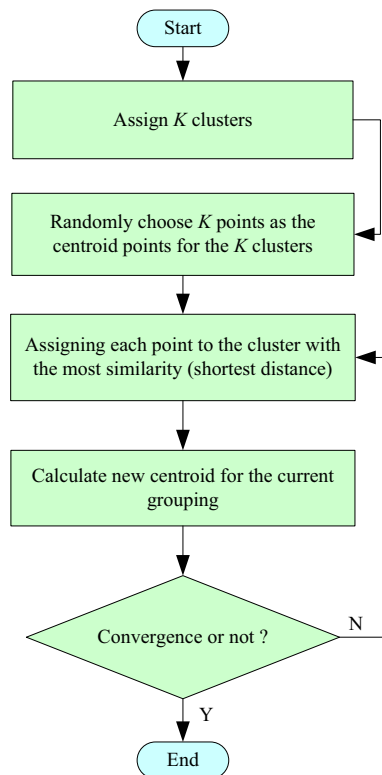 Start
Assign K clusters
Randomly choose K points as the
centroid points for the K clusters
Assigning each point to the cluster with
the most similarity (shortest distance)
Calculate new centroid for the current
grouping
Convergence or not ?
N
Y
End